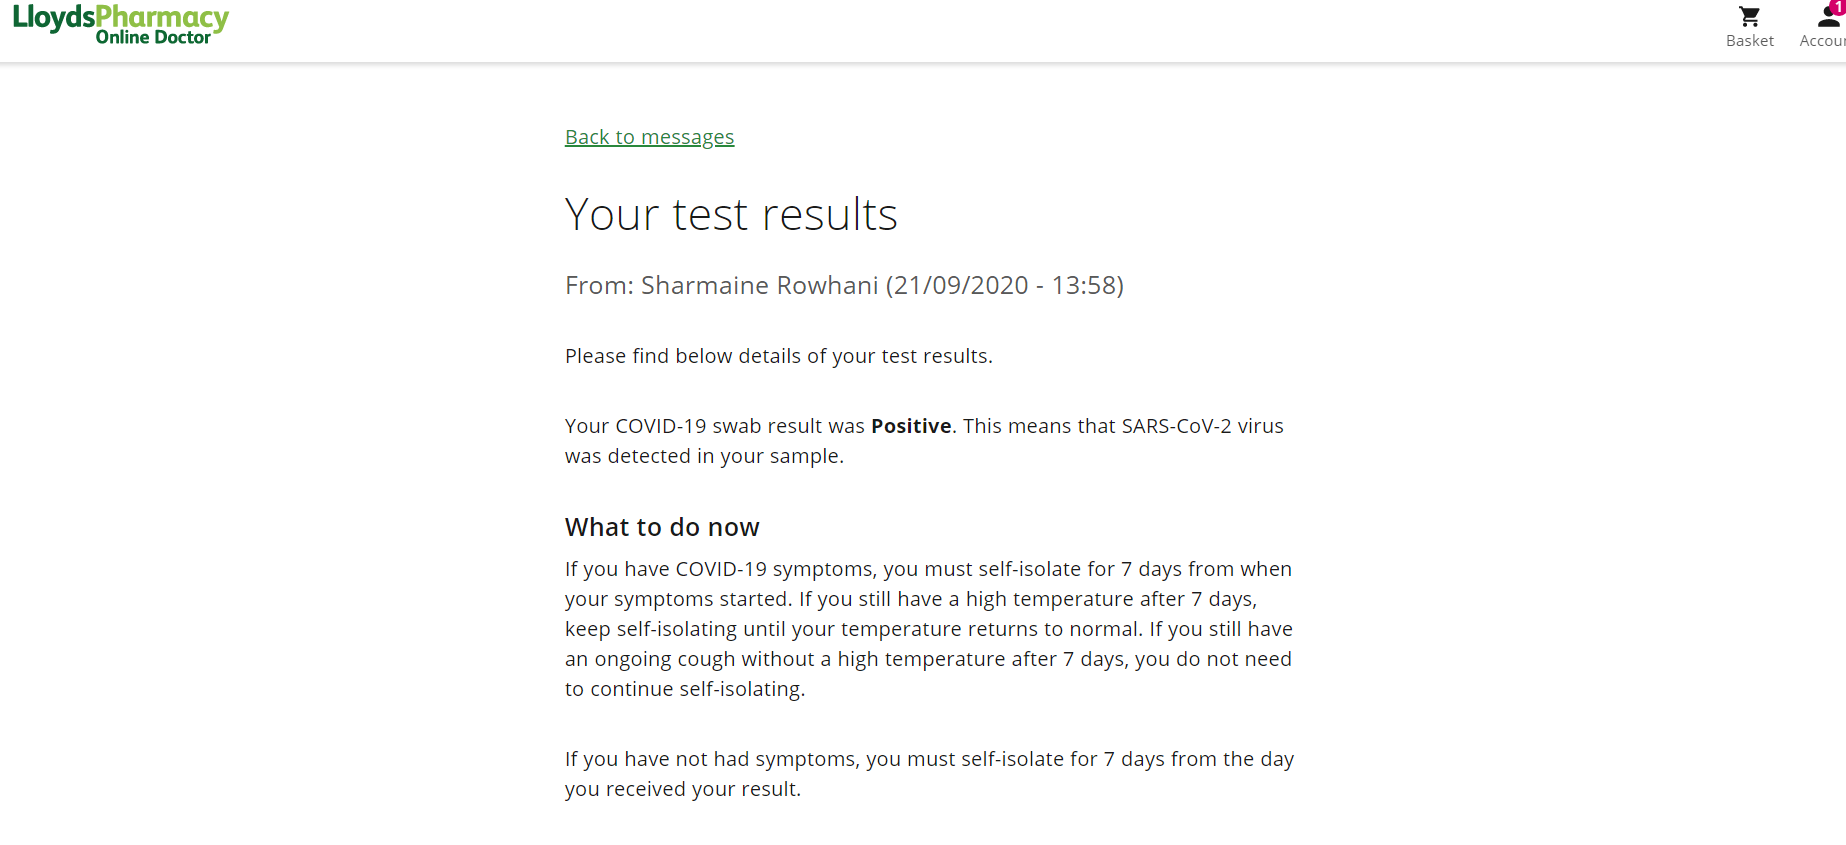 LloydsPharmacy
Online Doctor
1
Basket
Accoun
Back to messages
Your test results
From: Sharmaine Rowhani (21/09/2020 - 13:58)
Please find below details of your test results.
Your COVID-19 swab result was Positive. This means that SARS-CoV-2 virus
was detected in your sample.
What to do now
If you have COVID-19 symptoms, you must self-isolate for 7 days from when
your symptoms started. If you still have a high temperature after 7 days,
keep self-isolating until your temperature returns to normal. If you still have
an ongoing cough without a high temperature after 7 days, you do not need
to continue self-isolating.
If you have not had symptoms, you must self-isolate for 7 days from the day
you received your result.